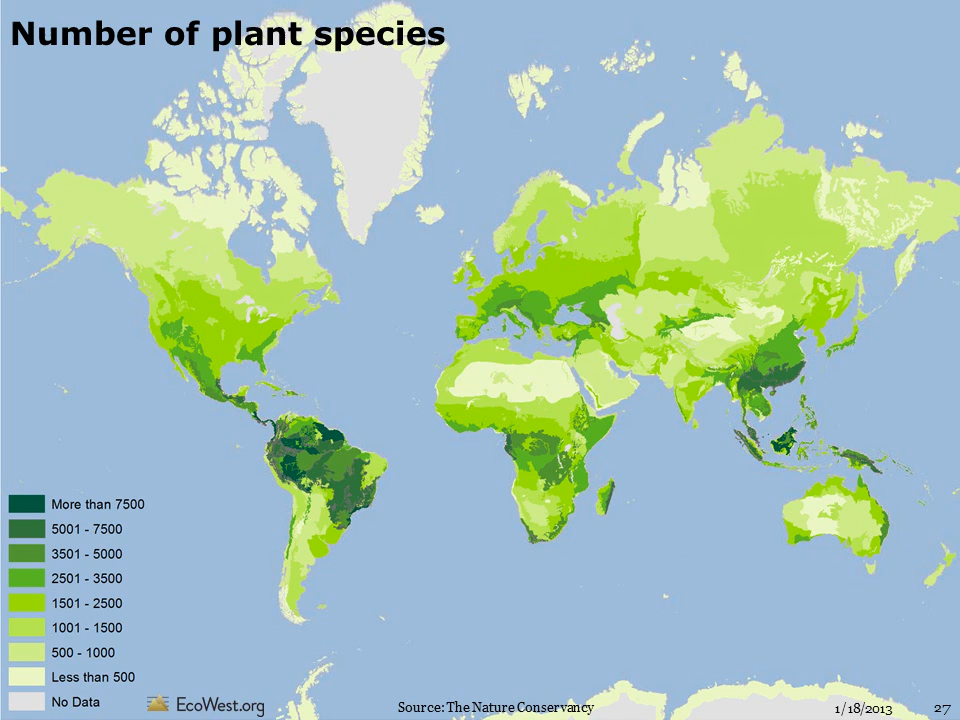 Number of plant species
More than 7500
5001 - 7500
3501 - 5000
2501 - 3500
1501 - 2500
1001 - 1500
500 - 1000
Less than 500
No Data
EcoWest.org
Source: The Nature Conservancy
1/18/2013
27